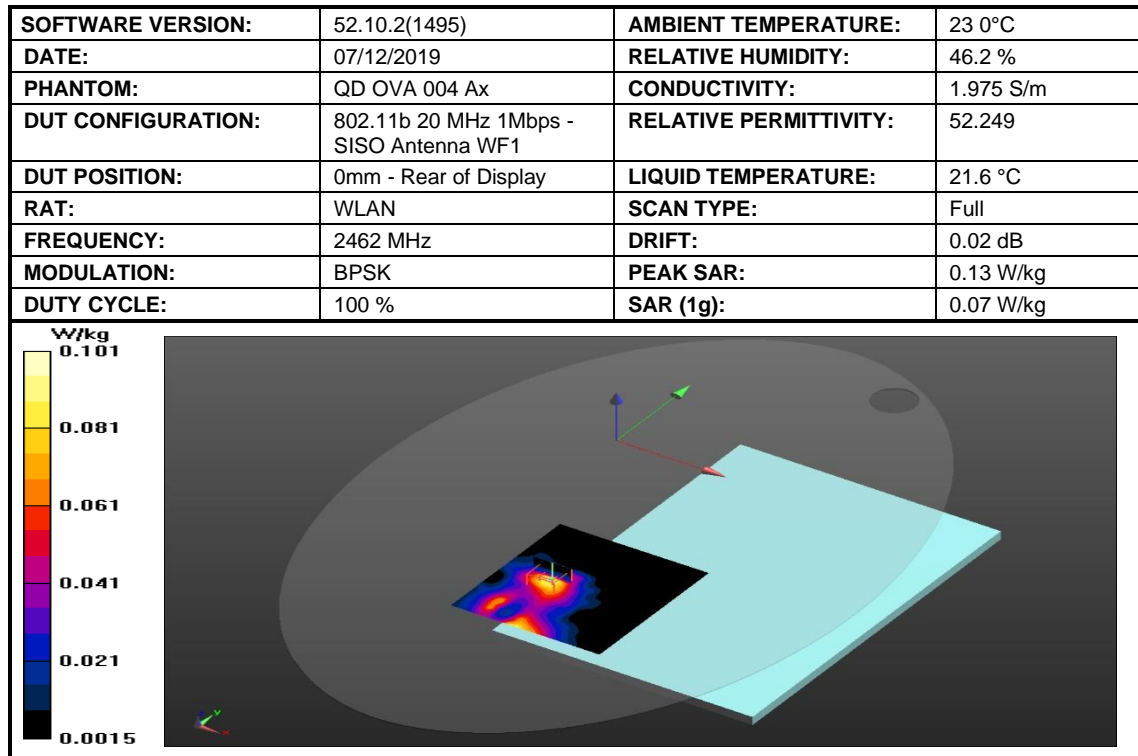 SOFTWARE VERSION: 52.10.2(1495) AMBIENT TEMPERATURE: 23 0°C
DATE: 07/12/2019 RELATIVE HUMIDITY: 46.2 %
PHANTOM: QD OVA 004 Ax CONDUCTIVITY: 1.975 S/m
DUT CONFIGURATION: 802.11b 20 MHz 1Mbps - RELATIVE PERMITTIVITY: 52.249
SISO Antenna WF1
DUT POSITION: 0mm - Rear of Display LIQUID TEMPERATURE: 21.6 °C
RAT: WLAN SCAN TYPE: Full
FREQUENCY: 2462 MHz DRIFT: 0.02 dB
MODULATION: BPSK PEAK SAR: 0.13 W/kg
DUTY CYCLE: 100 % SAR (1g): 0.07 W/kg
W/kg
0.101
0.081
0.061
0.041
0.021
0.0015
z Y
X